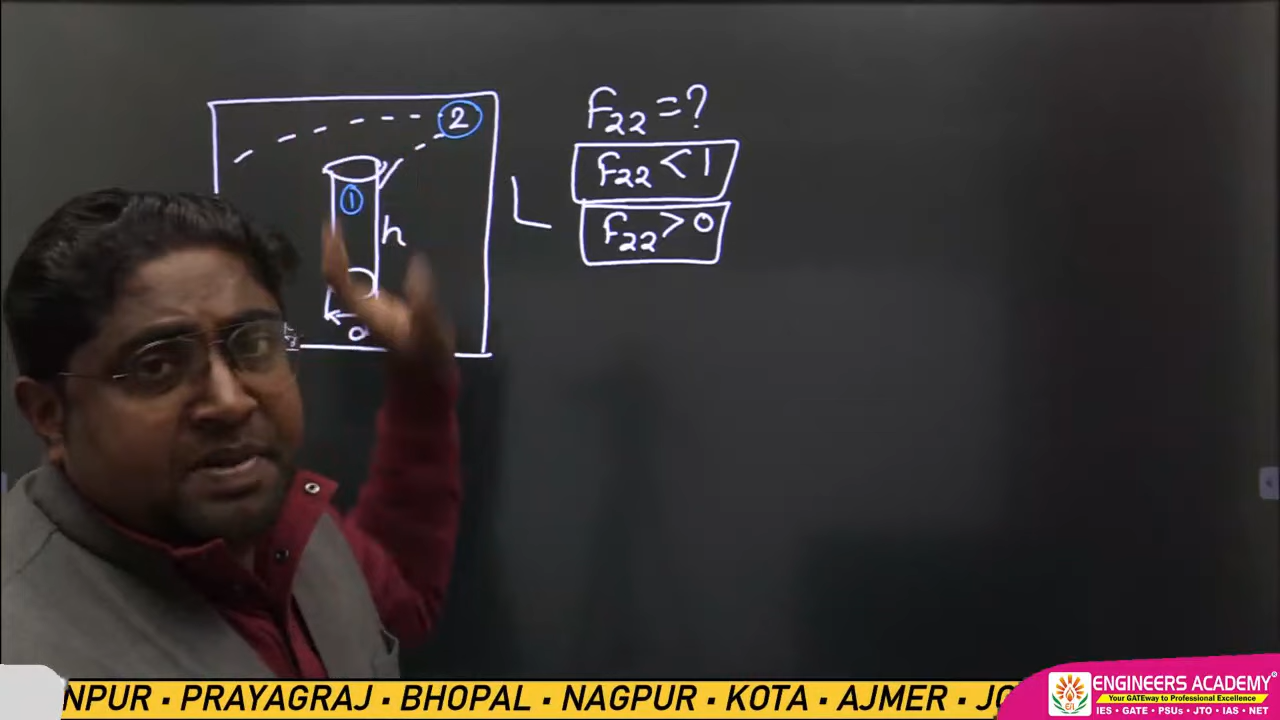 2
F22 = ?
F22 < 1
1
F22 > 0
h
L
NPUR • PRAYAGRAJ • BHOPAL • NAGPUR • KOTA • AJMER •
ENGINEERS ACADEMY
Your GATEway to Professional Excellence
IES • GATE • PSUs • JTO • IAS • NET